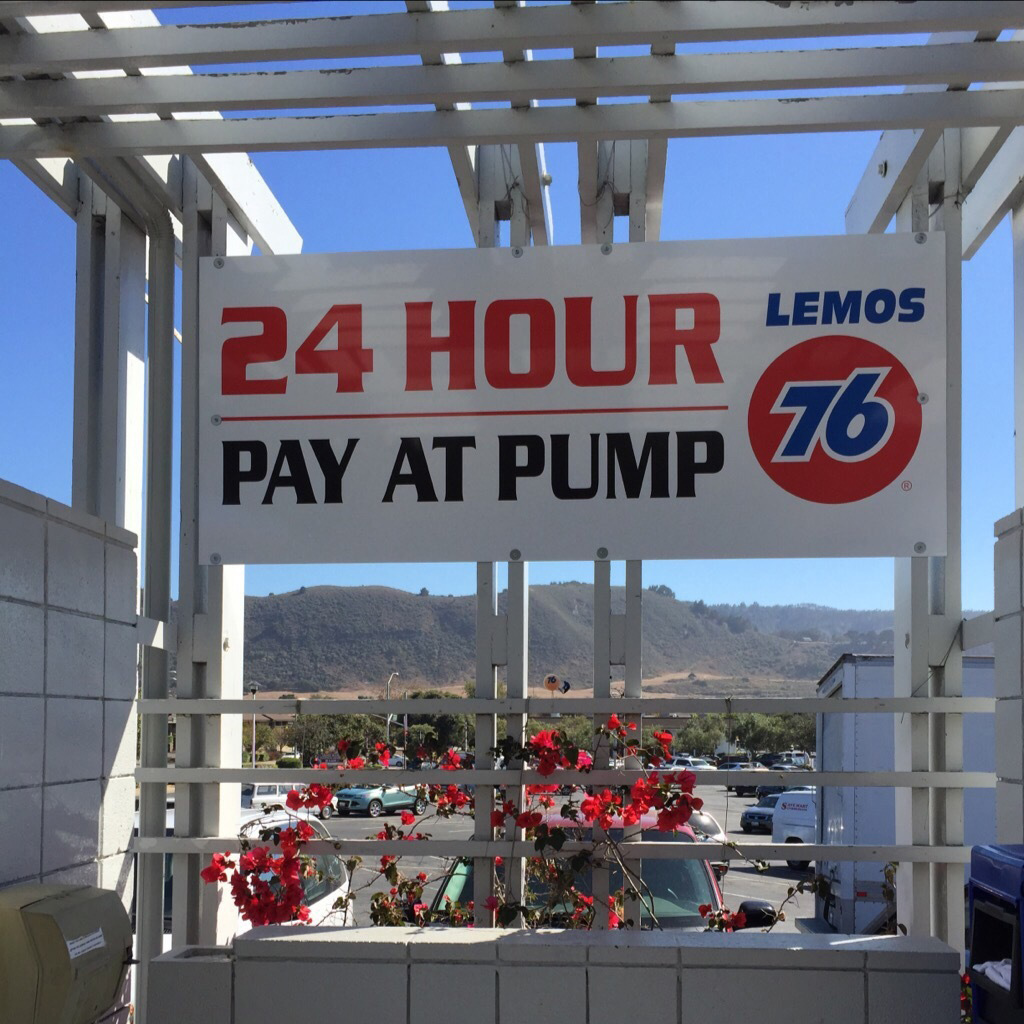 24 HOUR
PAY AT PUMP
LEMOS
76
®